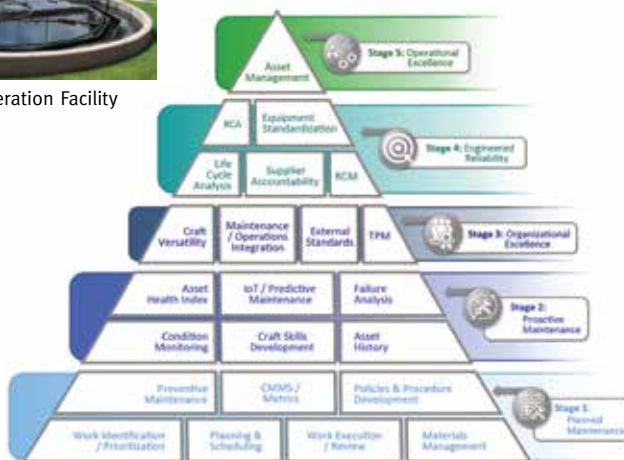 eration Facility
Asset
Management
Stage 5: Operational
Excellence
RCA
Equipment
Standardization
Life
Cycle
Analysis
Supplier
Accountability
RCM
Stage 4: Engineered
Reliability
Craft
Versatility
Maintenance
/ Operations
Integration
External
Standards
TPM
Stage 3: Organizational
Excellence
Asset
Health Index
IoT / Predictive
Maintenance
Failure
Analysis
Condition
Monitoring
Craft Skills
Development
Asset
History
Stage 2:
Proactive
Maintenance
Preventive
Maintenance
CMMS /
Metrics
Policies & Procedure
Development
Work Identification
/ Prioritization
Planning &
Scheduling
Work Execution
/ Review
Materials
Management
Stage 1:
Planned
Maintenance